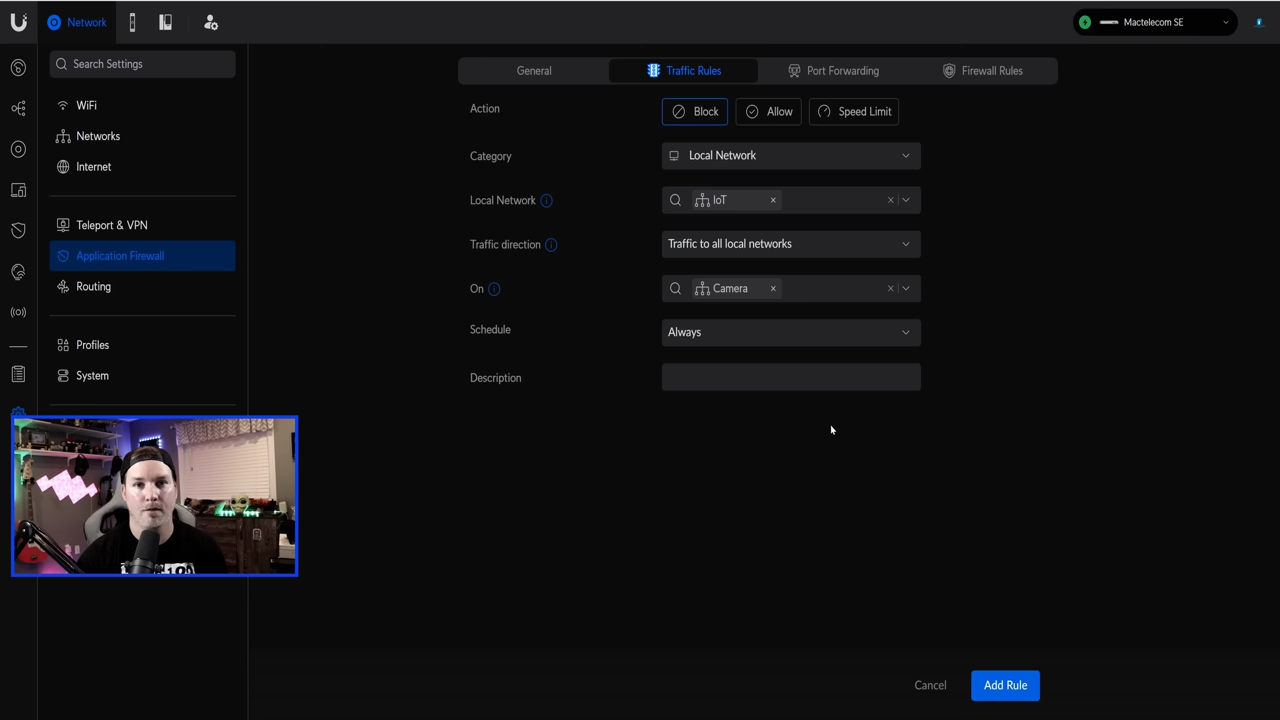 Network
Mactelecom SE
Search Settings
WiFi
Networks
Internet
Teleport & VPN
Application Firewall
Routing
Profiles
System
General
Traffic Rules
Port Forwarding
Firewall Rules
Action
Block
Allow
Speed Limit
Category
Local Network
Local Network
IoT
Traffic direction
Traffic to all local networks
On
Camera
Schedule
Always
Description
Cancel
Add Rule